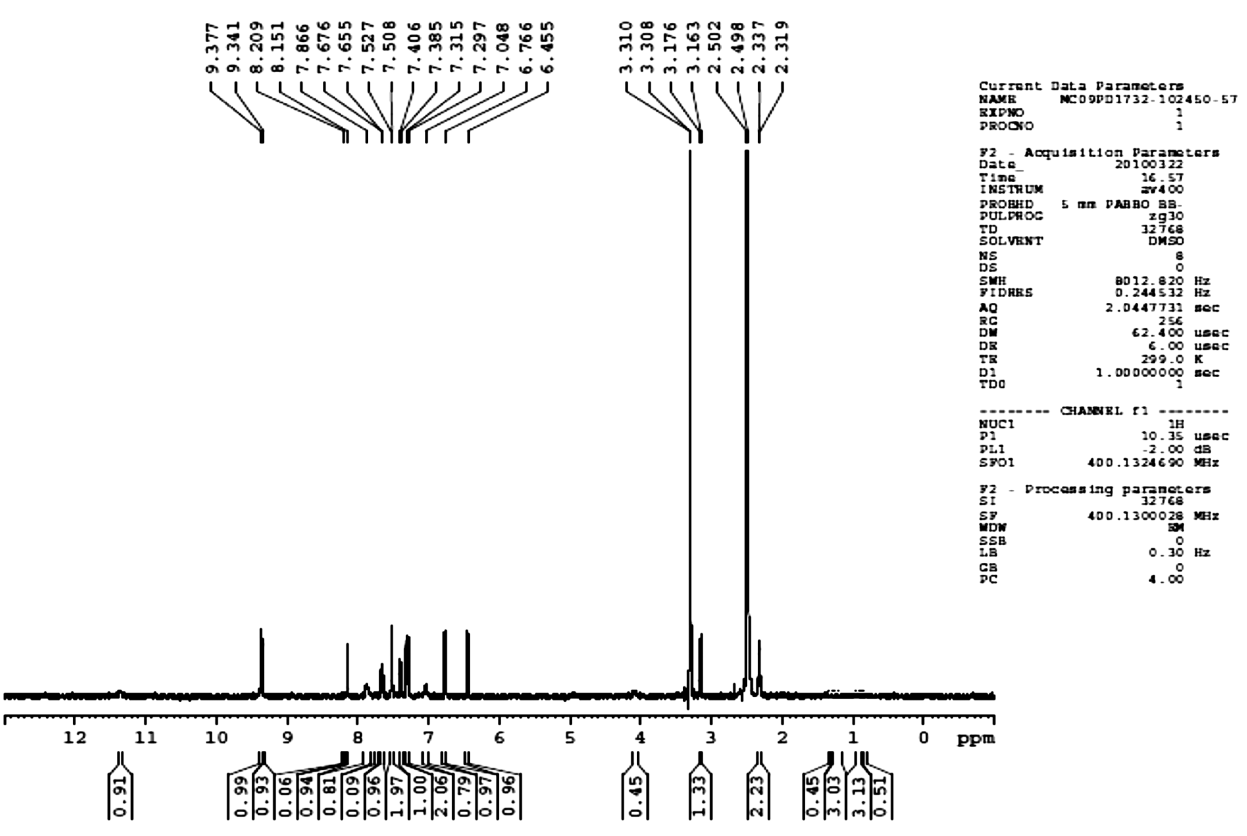 9.377
9.341
8.209
8.151
7.866
7.676
7.655
7.527
7.508
7.406
7.385
7.315
7.297
7.048
6.766
6.455
3.310
3.308
3.176
3.163
2.502
2.498
2.337
2.319
Current Data Parameters
NAME MC09PD1732-102450-57
EXPNO 1
PROCNO 1
F2 - Acquisition Parameters
Date_ 20100322
Time 16.57
INSTRUM av400
PROBHD 5 mm PABBO BB-
PULPROG zg30
TD 32768
SOLVENT DMSO
NS 8
DS 0
SWH 8012.820 Hz
FIDRES 0.244532 Hz
AQ 2.0447731 sec
RG 256
DW 62.400 usec
DE 6.00 usec
TE 299.0 K
D1 1.00000000 sec
TD0 1
-------- CHANNEL f1 --------
NUC1 1H
P1 10.35 usec
PL1 -2.00 dB
SFO1 400.1324690 MHz
F2 - Processing parameters
SI 32768
SF 400.1300028 MHz
WDW EM
SSB 0
LB 0.30 Hz
GB 0
PC 4.00
12 11 10 9 8 7 6 5 4 3 2 1 0 ppm
0.91
0.99
0.93
0.06
0.94
0.81
0.09
0.96
1.97
1.00
2.06
0.79
0.97
0.96
0.45
1.33
2.23
0.45
3.03
3.13
0.51